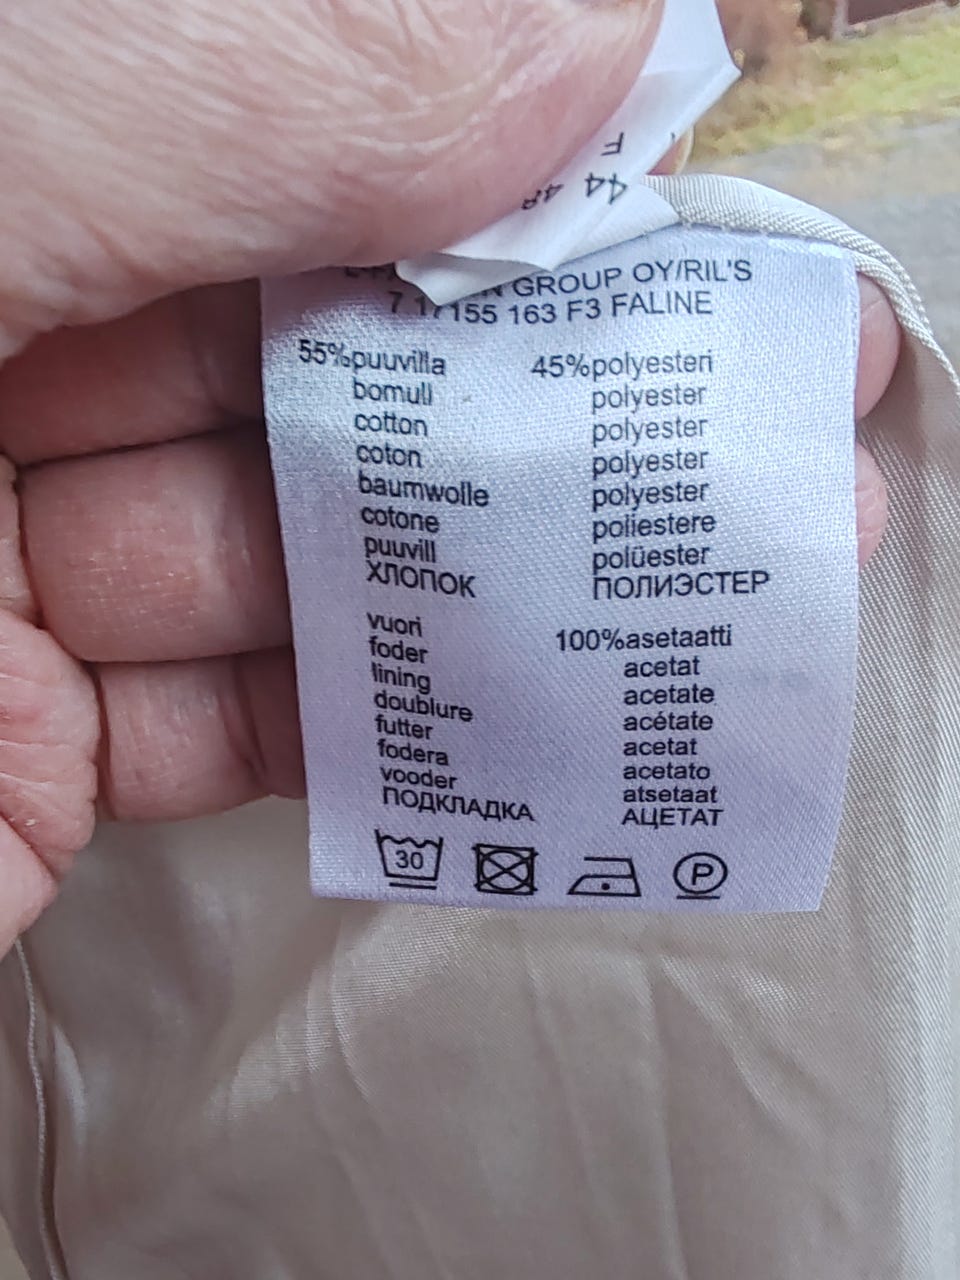 F
44 48
GROUP OY/RIL'S
155 163 F3 FALINE
55%puuvilla 45%polyesteri
bomull polyester
cotton polyester
coton polyester
baumwolle polyester
cotone poliestere
puuvill polüester
ХЛОПОК ПОЛИЭСТЕР
vuori 100%asetaatti
foder acetat
lining acetate
doublure acétate
futter acetat
fodera acetato
vooder atsetaat
ПОДКЛАДКА АЦЕТАТ
30 P